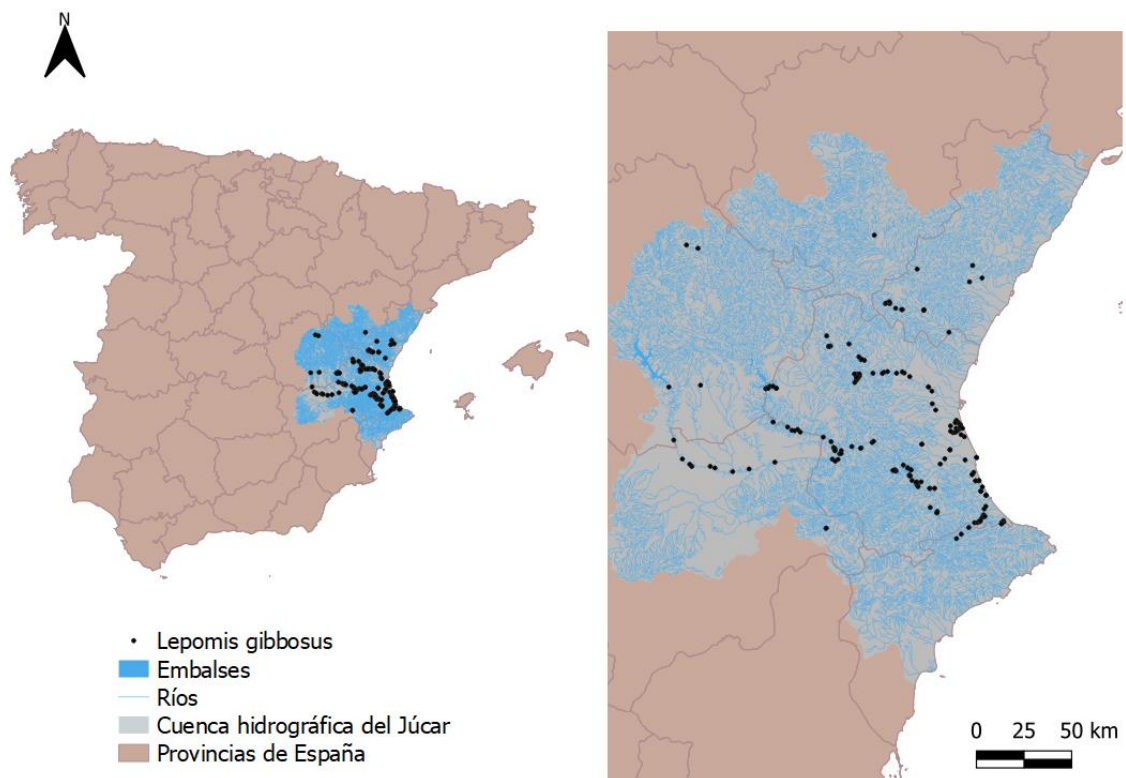 N
Lepomis gibbosus
Embalses
Ríos
Cuenca hidrográfica del Júcar
Provincias de España
0 25 50 km